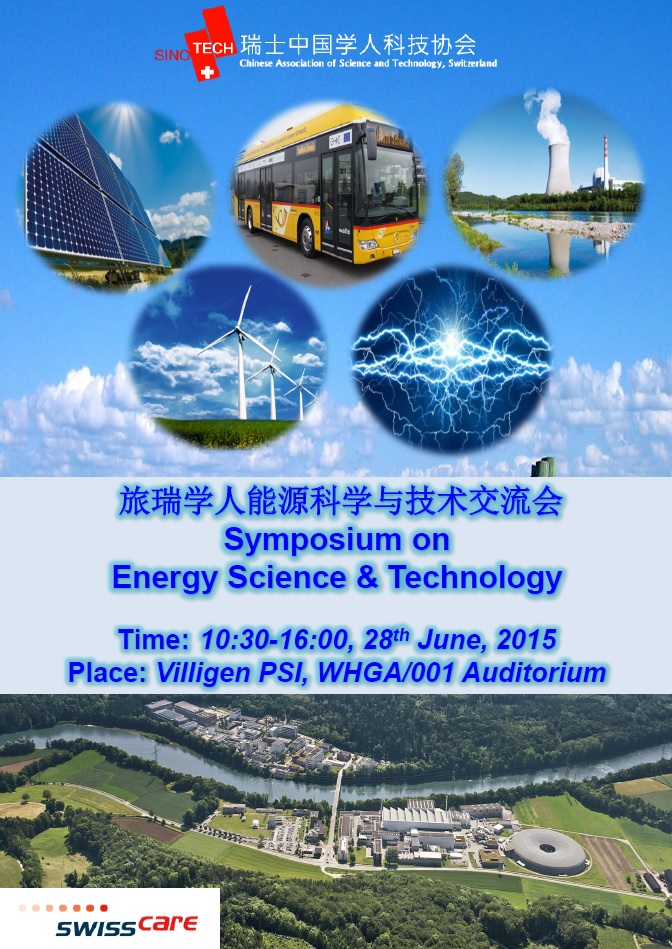 SINO TECH 瑞士中国学人科技协会
Chinese Association of Science and Technology, Switzerland
旅瑞学人能源科学与技术交流会
Symposium on
Energy Science & Technology
Time: 10:30-16:00, 28th June, 2015
Place: Villigen PSI, WHGA/001 Auditorium
swisscare